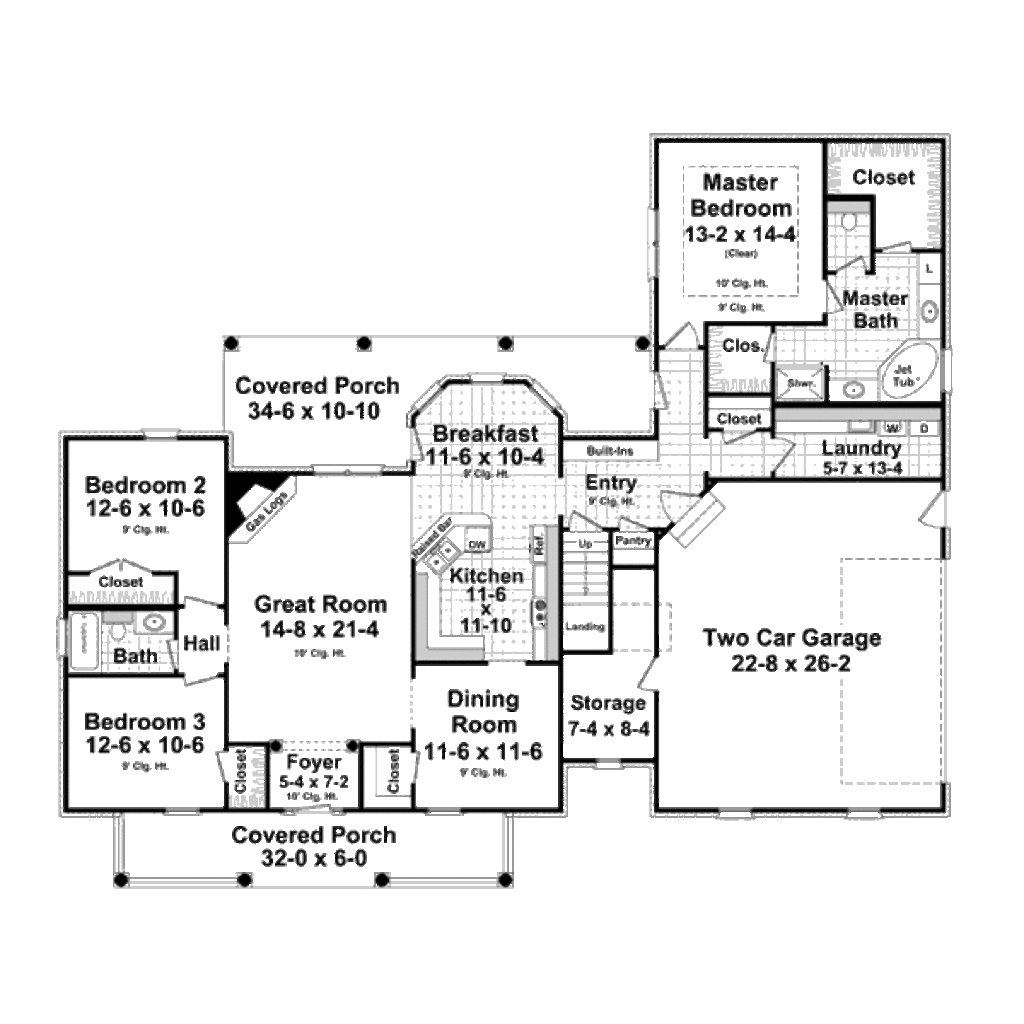 Master
Bedroom
13-2 x 14-4
(Clear)
10' Clg. Ht.
9' Clg. Ht.
Closet
L
Master
Bath
Jet
Tub
Shwr.
Clos.
Closet
W
D
Laundry
5-7 x 13-4
Covered Porch
34-6 x 10-10
Breakfast
11-6 x 10-4
9' Clg. Ht.
Built-Ins
Entry
9' Clg. Ht.
Bedroom 2
12-6 x 10-6
9' Clg. Ht.
Gas Logs
Raised Bar
DW
Ref.
Up
Pantry
Closet
Kitchen
11-6
x
11-10
Great Room
14-8 x 21-4
10' Clg. Ht.
Landing
Hall
Bath
Two Car Garage
22-8 x 26-2
Dining
Room
11-6 x 11-6
9' Clg. Ht.
Storage
7-4 x 8-4
Bedroom 3
12-6 x 10-6
9' Clg. Ht.
Closet
Foyer
5-4 x 7-2
10' Clg. Ht.
Closet
Covered Porch
32-0 x 6-0